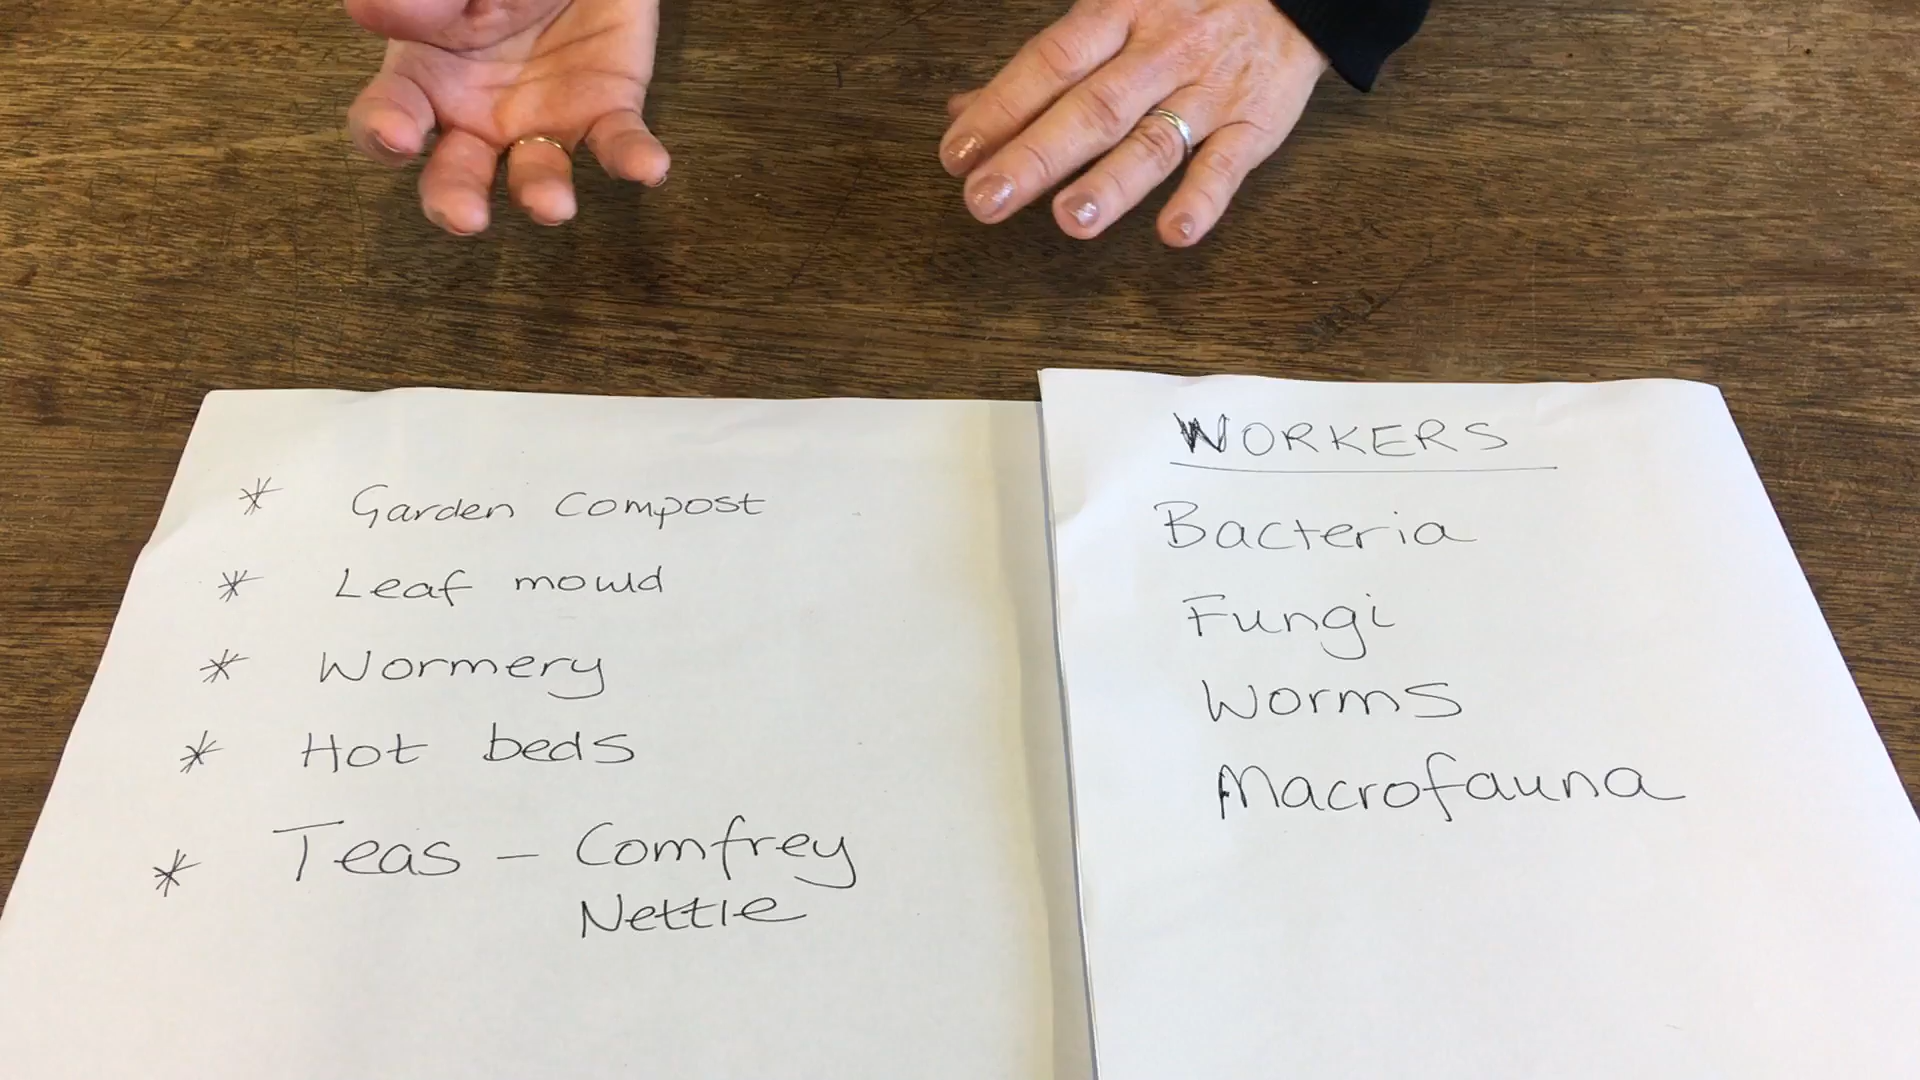 * Garden compost
* Leaf mould
* Wormery
* Hot beds
* Teas - Comfrey
Nettle
WORKERS
Bacteria
Fungi
Worms
Macrofauna